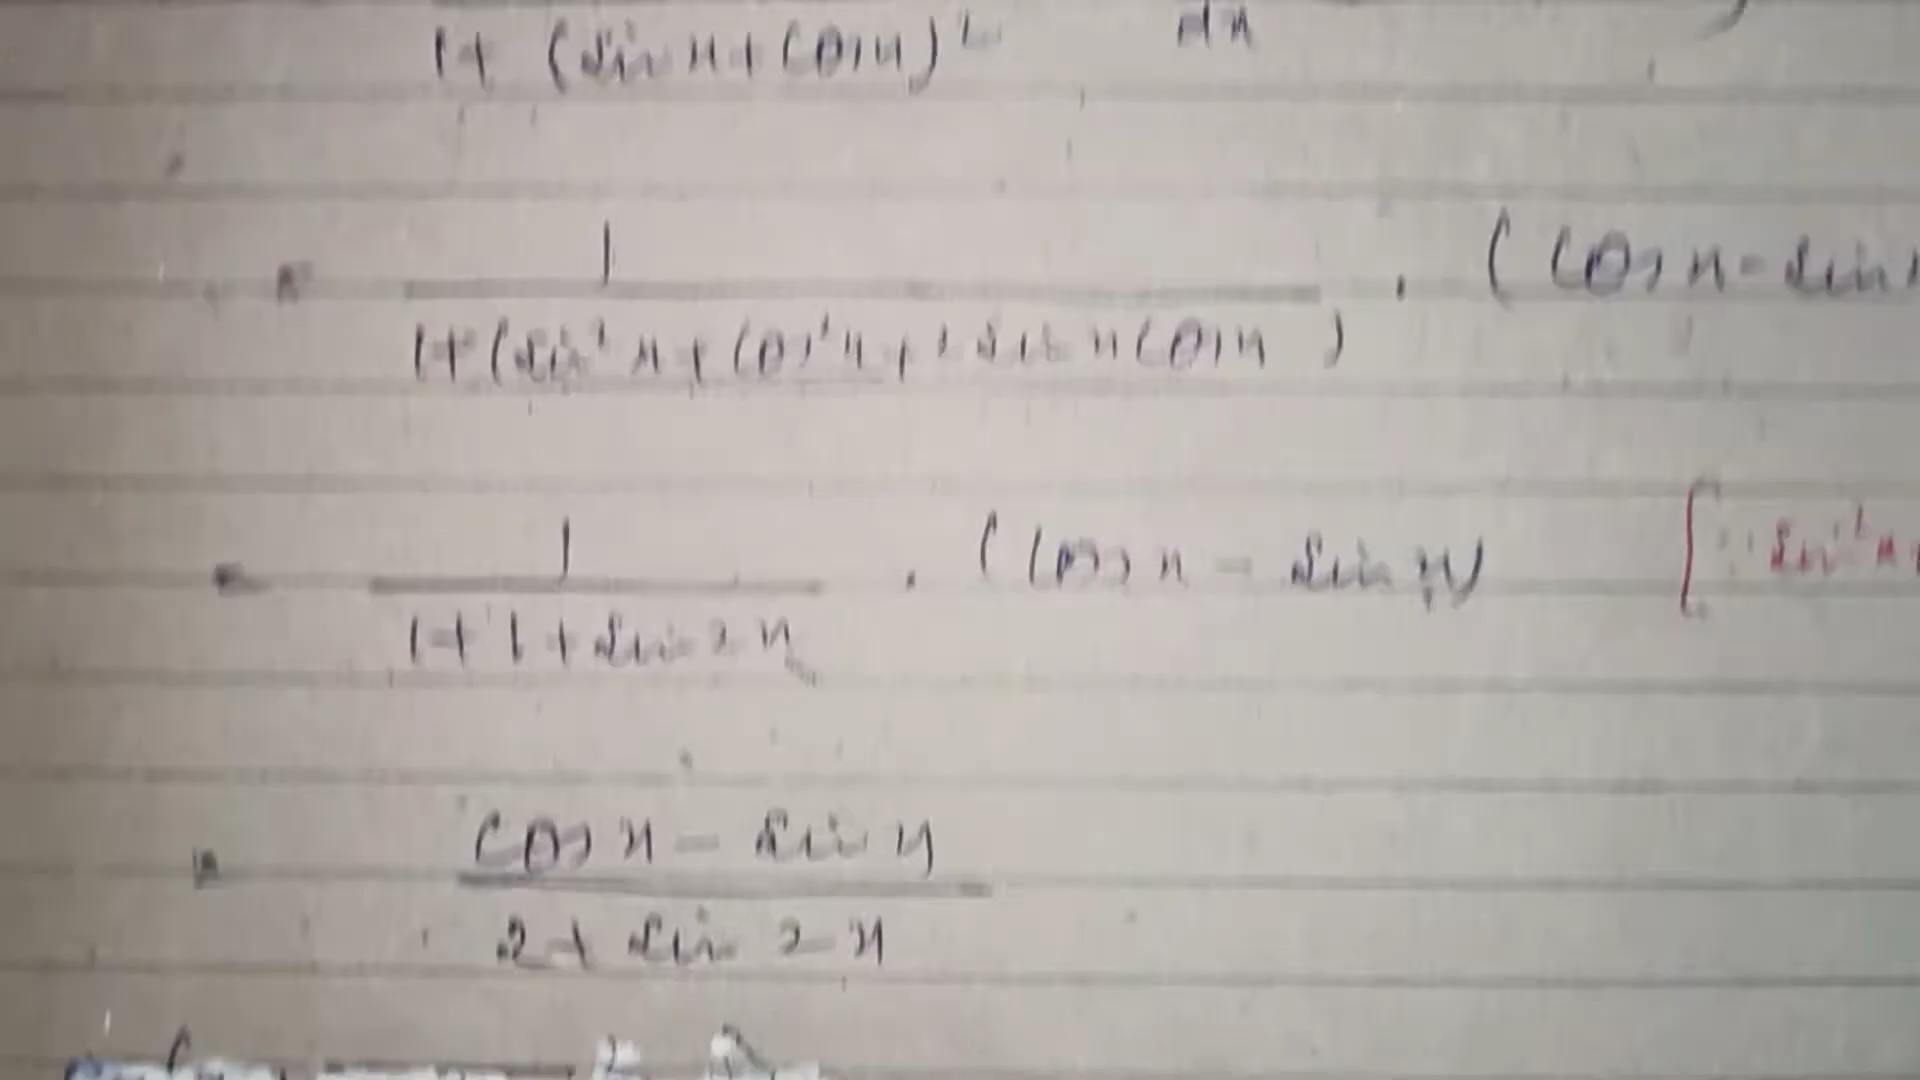 1+ (sin x + cos x)² dx
= 1 / 1+(sin² x + cos² x + 2 sin x cos x) . (cos x - sin x
= 1 / 1+1+ sin 2x . (cos x - sin x) [∵ sin² x +
= cos x - sin x / 2 + sin 2x